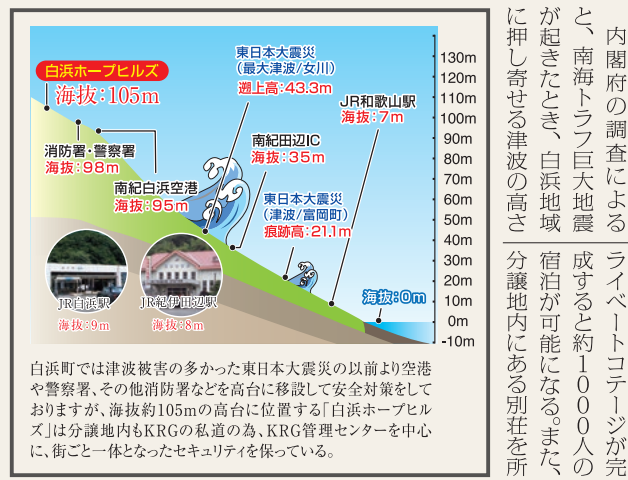 東日本大震災
(最大津波/女川)
遡上高:43.3m
白浜ホープヒルズ
海抜:105m
JR和歌山駅
海抜:7m
消防署・警察署
海抜:98m
南紀田辺IC
海抜:35m
南紀白浜空港
海抜:95m
東日本大震災
(津波/富岡町)
痕跡高:21.1m
JR白浜駅
海抜:9m
JR紀伊田辺駅
海抜:8m
海抜:0m
130m
120m
110m
100m
90m
80m
70m
60m
50m
40m
30m
20m
10m
0m
-10m
白浜町では津波被害の多かった東日本大震災の以前より空港
や警察署、その他消防署などを高台に移設して安全対策をして
おりますが、海抜約105mの高台に位置する「白浜ホープヒル
ズ」は分譲地内もKRGの私道の為、KRG管理センターを中心
に、街ごと一体となったセキュリティを保っている。
内閣府の調査による
と、南海トラフ巨大地震
が起きたとき、白浜地域
に押し寄せる津波の高さ
ライベートコテージが完
成すると約1000人の
宿泊が可能になる。また、
分譲地内にある別荘を所